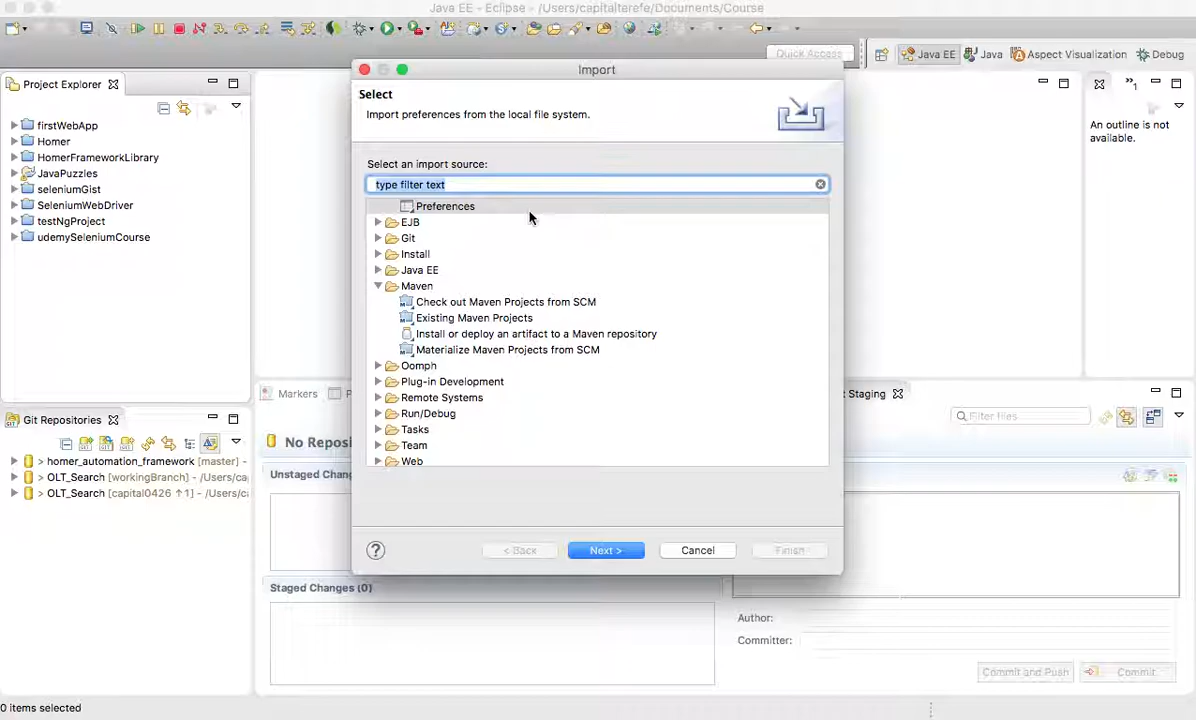 Java EE - Eclipse - /Users/capitalterefe/Documents/Course
Quick Access
Java EE
Java
Aspect Visualization
Debug
Project Explorer
firstWebApp
Homer
HomerFrameworkLibrary
JavaPuzzles
seleniumGist
SeleniumWebDriver
testNgProject
udemySeleniumCourse
Import
Select
Import preferences from the local file system.
Select an import source:
type filter text
Preferences
EJB
Git
Install
Java EE
Maven
Check out Maven Projects from SCM
Existing Maven Projects
Install or deploy an artifact to a Maven repository
Materialize Maven Projects from SCM
Oomph
Plug-in Development
Remote Systems
Run/Debug
Tasks
Team
Web
?
< Back
Next >
Cancel
Finish
»1
An outline is not
available.
Git Repositories
> homer_automation_framework [master] -
> OLT_Search [workingBranch] - /Users/ca
> OLT_Search [capital0426 ↑1] - /Users/c
Markers
P
t Staging
Filter files
No Reposi
Unstaged Chan
Staged Changes (0)
Author:
Committer:
Commit and Push
Commit
0 items selected